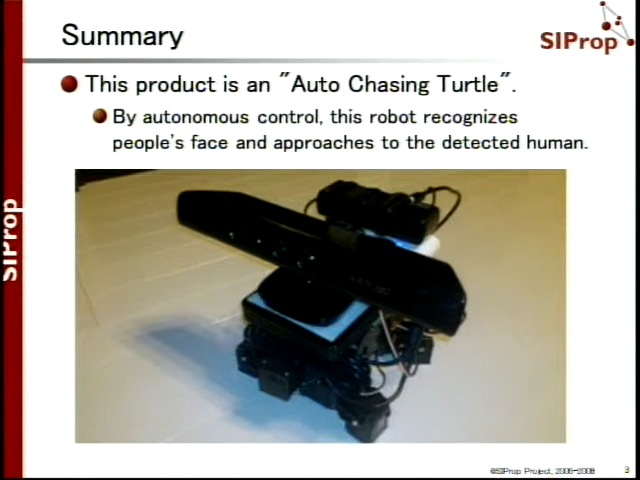 Summary
SIProp
This product is an "Auto Chasing Turtle".
By autonomous control, this robot recognizes
people's face and approaches to the detected human.
SIProp
©SIProp Project, 2006-2008
3